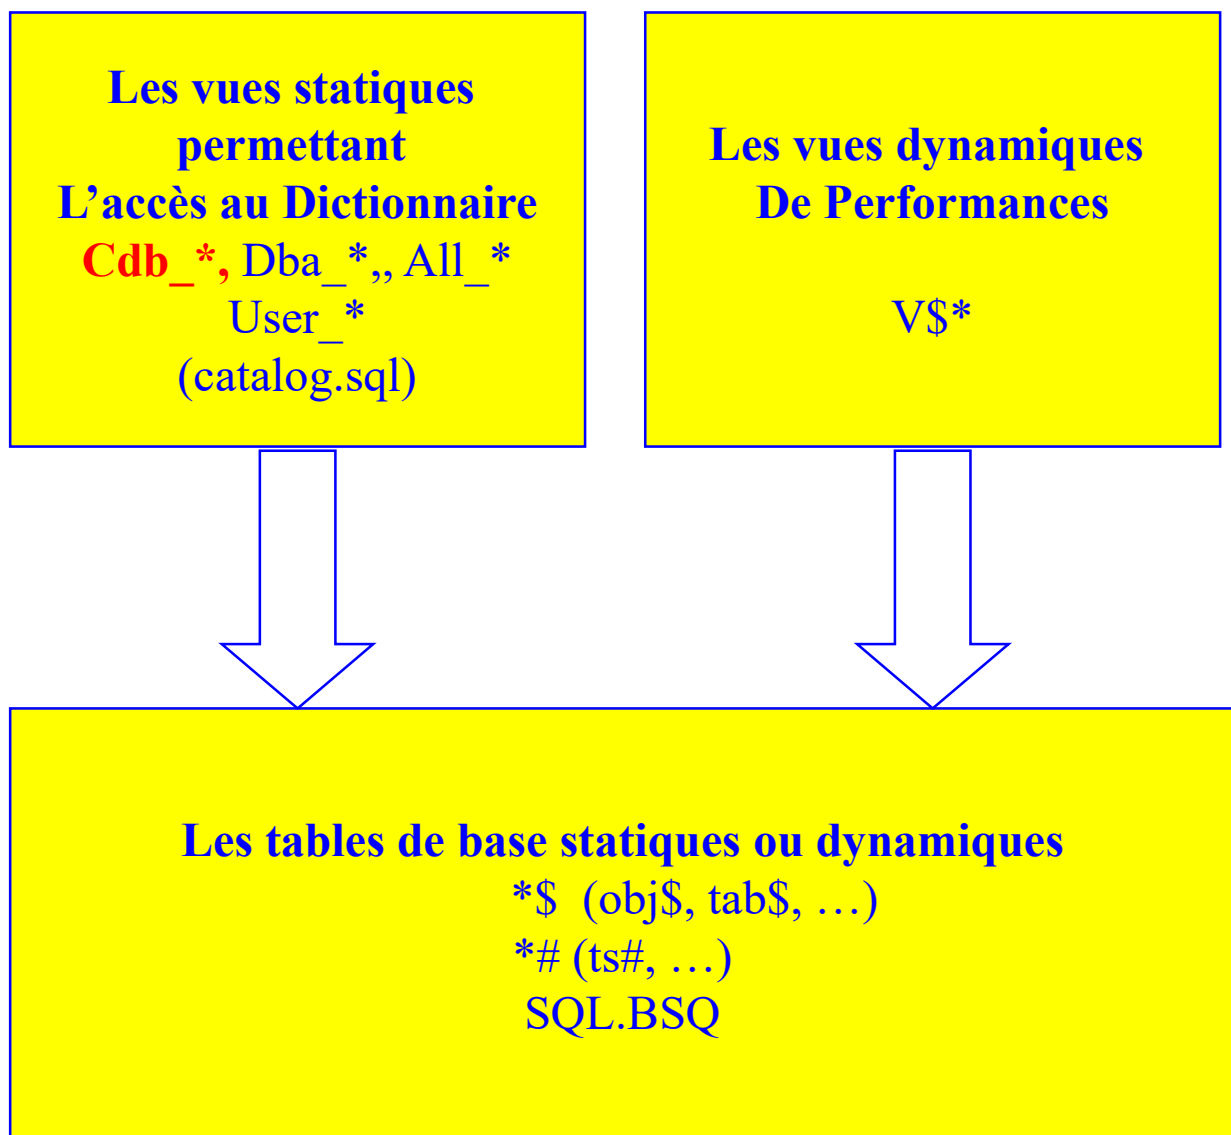 Les vues statiques
permettant
L’accès au Dictionnaire
Cdb_*, Dba_*,, All_*
User_*
(catalog.sql)
Les vues dynamiques
De Performances
V$*
Les tables de base statiques ou dynamiques
*$ (obj$, tab$, …)
*# (ts#, …)
SQL.BSQ